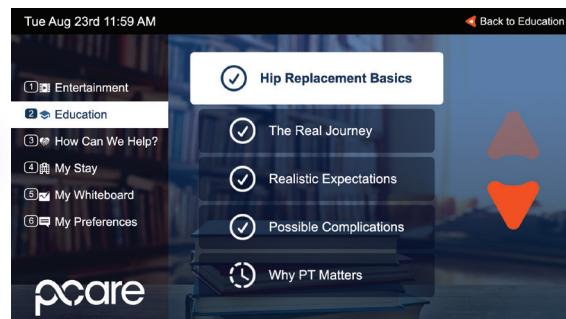 Tue Aug 23rd 11:59 AM
Back to Education
1 Entertainment
2 Education
3 How Can We Help?
4 My Stay
5 My Whiteboard
6 My Preferences
Hip Replacement Basics
The Real Journey
Realistic Expectations
Possible Complications
Why PT Matters
pcare